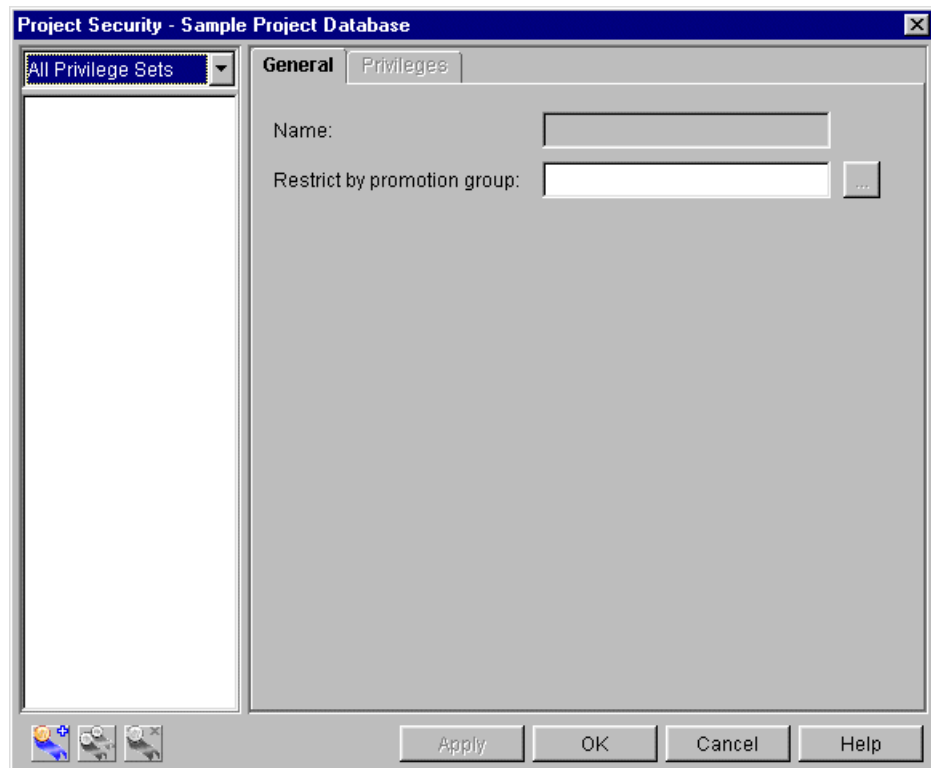 Project Security - Sample Project Database
All Privilege Sets
General
Privileges
Name:
Restrict by promotion group:
...
Apply
OK
Cancel
Help